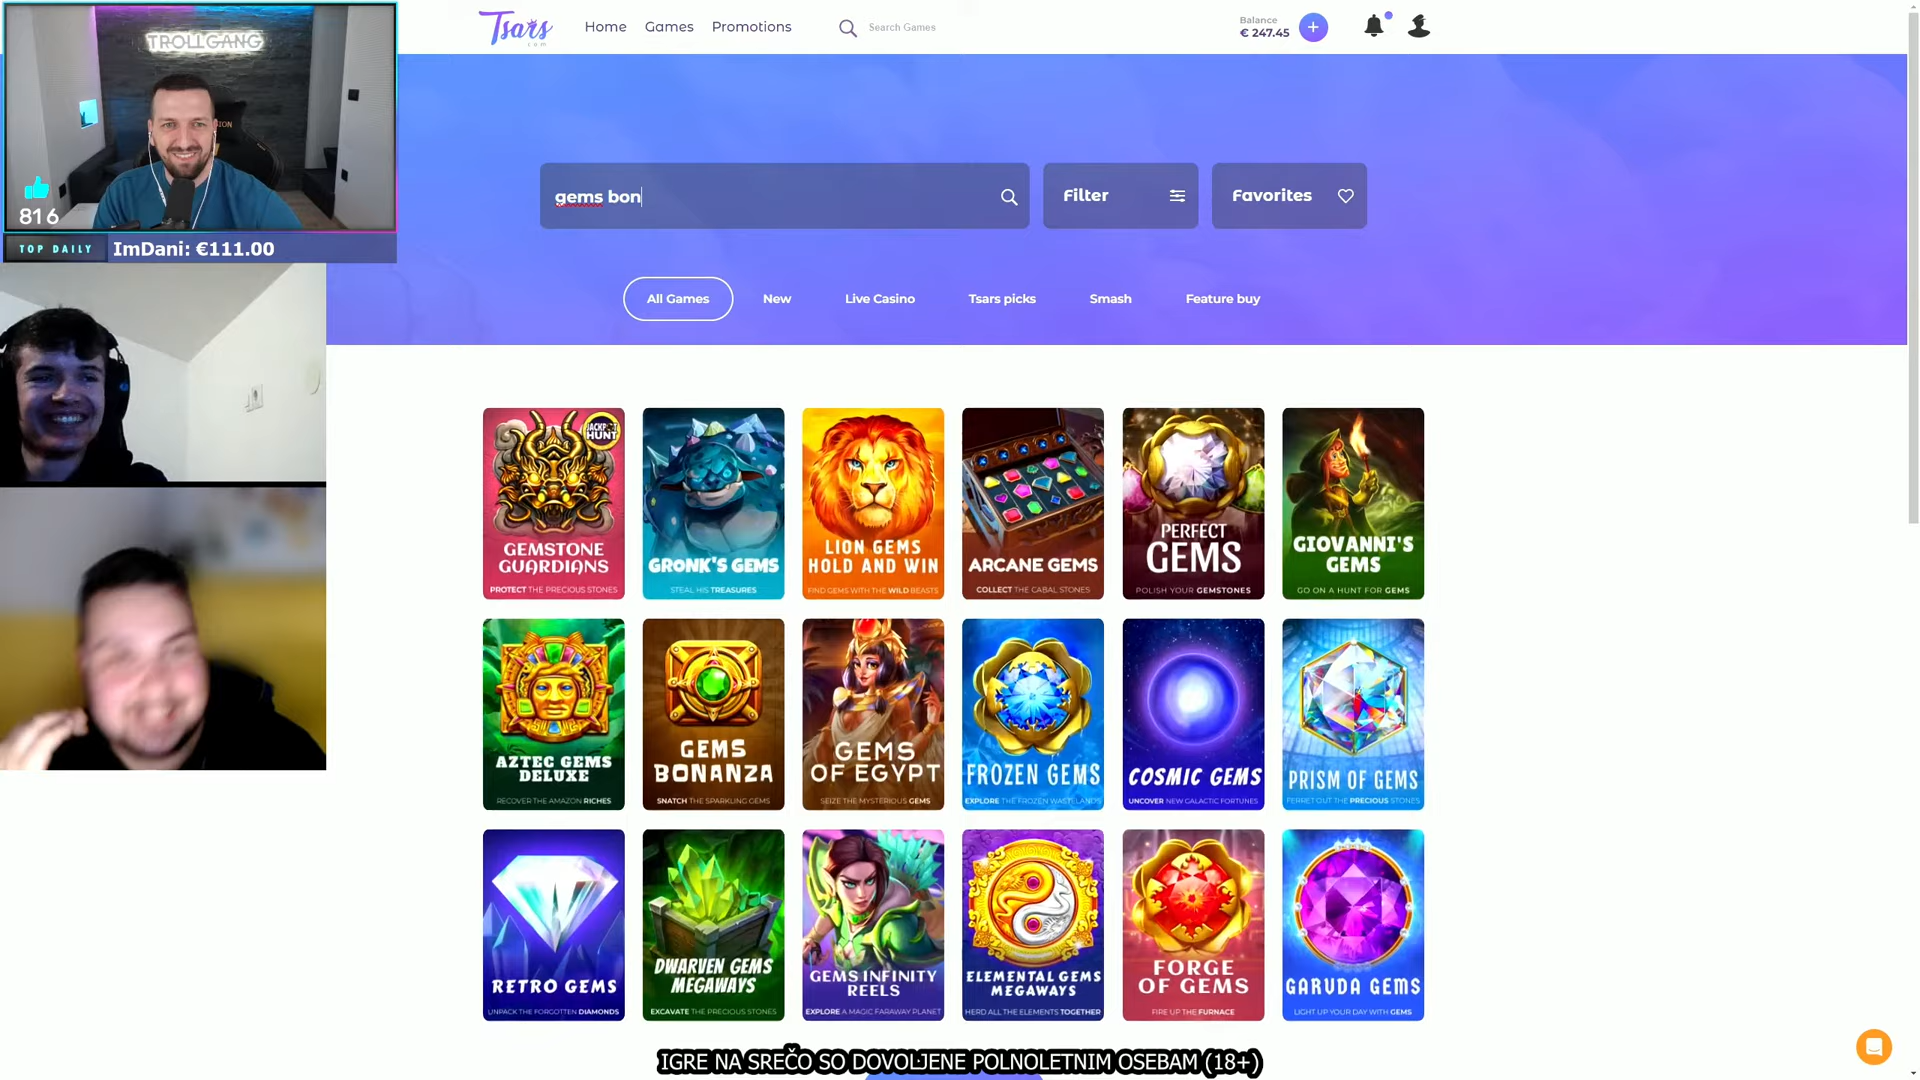 TROLLGANG
816
TOP DAILY
ImDani: €111.00
Tsars
com
Home
Games
Promotions
Search Games
Balance
€ 247.45
gems bon
Filter
Favorites
All Games
New
Live Casino
Tsars picks
Smash
Feature buy
JACKPOT
HUNT
GEMSTONE
GUARDIANS
PROTECT THE PRECIOUS STONES
GRONK'S GEMS
STEAL HIS TREASURES
LION GEMS
HOLD AND WIN
FIND GEMS WITH THE WILD BEASTS
ARCANE GEMS
COLLECT THE CABAL STONES
PERFECT
GEMS
POLISH YOUR GEMSTONES
GIOVANNI'S
GEMS
GO ON A HUNT FOR GEMS
AZTEC GEMS
DELUXE
RECOVER THE AMAZON RICHES
GEMS
BONANZA
SNATCH THE SPARKLING GEMS
GEMS
OF EGYPT
SEIZE THE MYSTERIOUS GEMS
FROZEN GEMS
EXPLORE THE FROZEN WASTELANDS
COSMIC GEMS
UNCOVER NEW GALACTIC FORTUNES
PRISM OF GEMS
FERRET OUT THE PRECIOUS STONES
RETRO GEMS
UNPACK THE FORGOTTEN DIAMONDS
DWARVEN GEMS
MEGAWAYS
EXCAVATE THE PRECIOUS STONES
GEMS INFINITY
REELS
EXPLORE A MAGIC FARAWAY PLANET
ELEMENTAL GEMS
MEGAWAYS
HERD ALL THE ELEMENTS TOGETHER
FORGE
OF GEMS
FIRE UP THE FURNACE
GARUDA GEMS
LIGHT UP YOUR DAY WITH GEMS
IGRE NA SREČO SO DOVOLJENE POLNOLETNIM OSEBAM (18+)